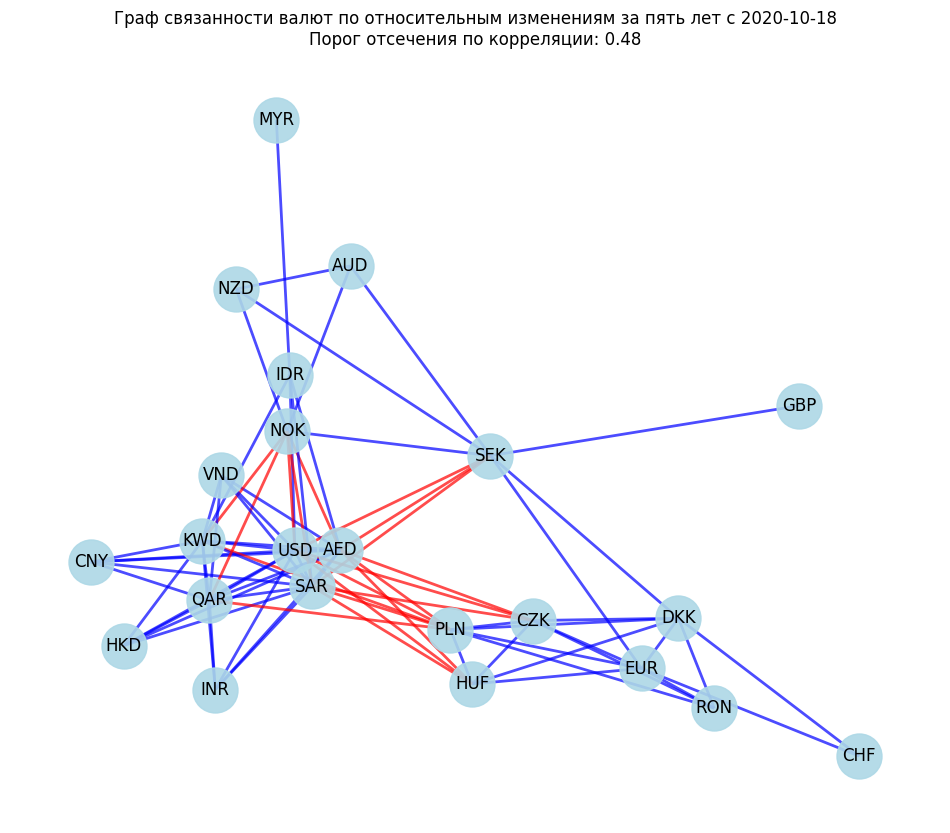 Граф связанности валют по относительным изменениям за пять лет с 2020-10-18
Порог отсечения по корреляции: 0.48
MYR
AUD
NZD
IDR
GBP
NOK
SEK
VND
KWD
USD
AED
CNY
SAR
QAR
CZK
DKK
PLN
HKD
EUR
HUF
INR
RON
CHF